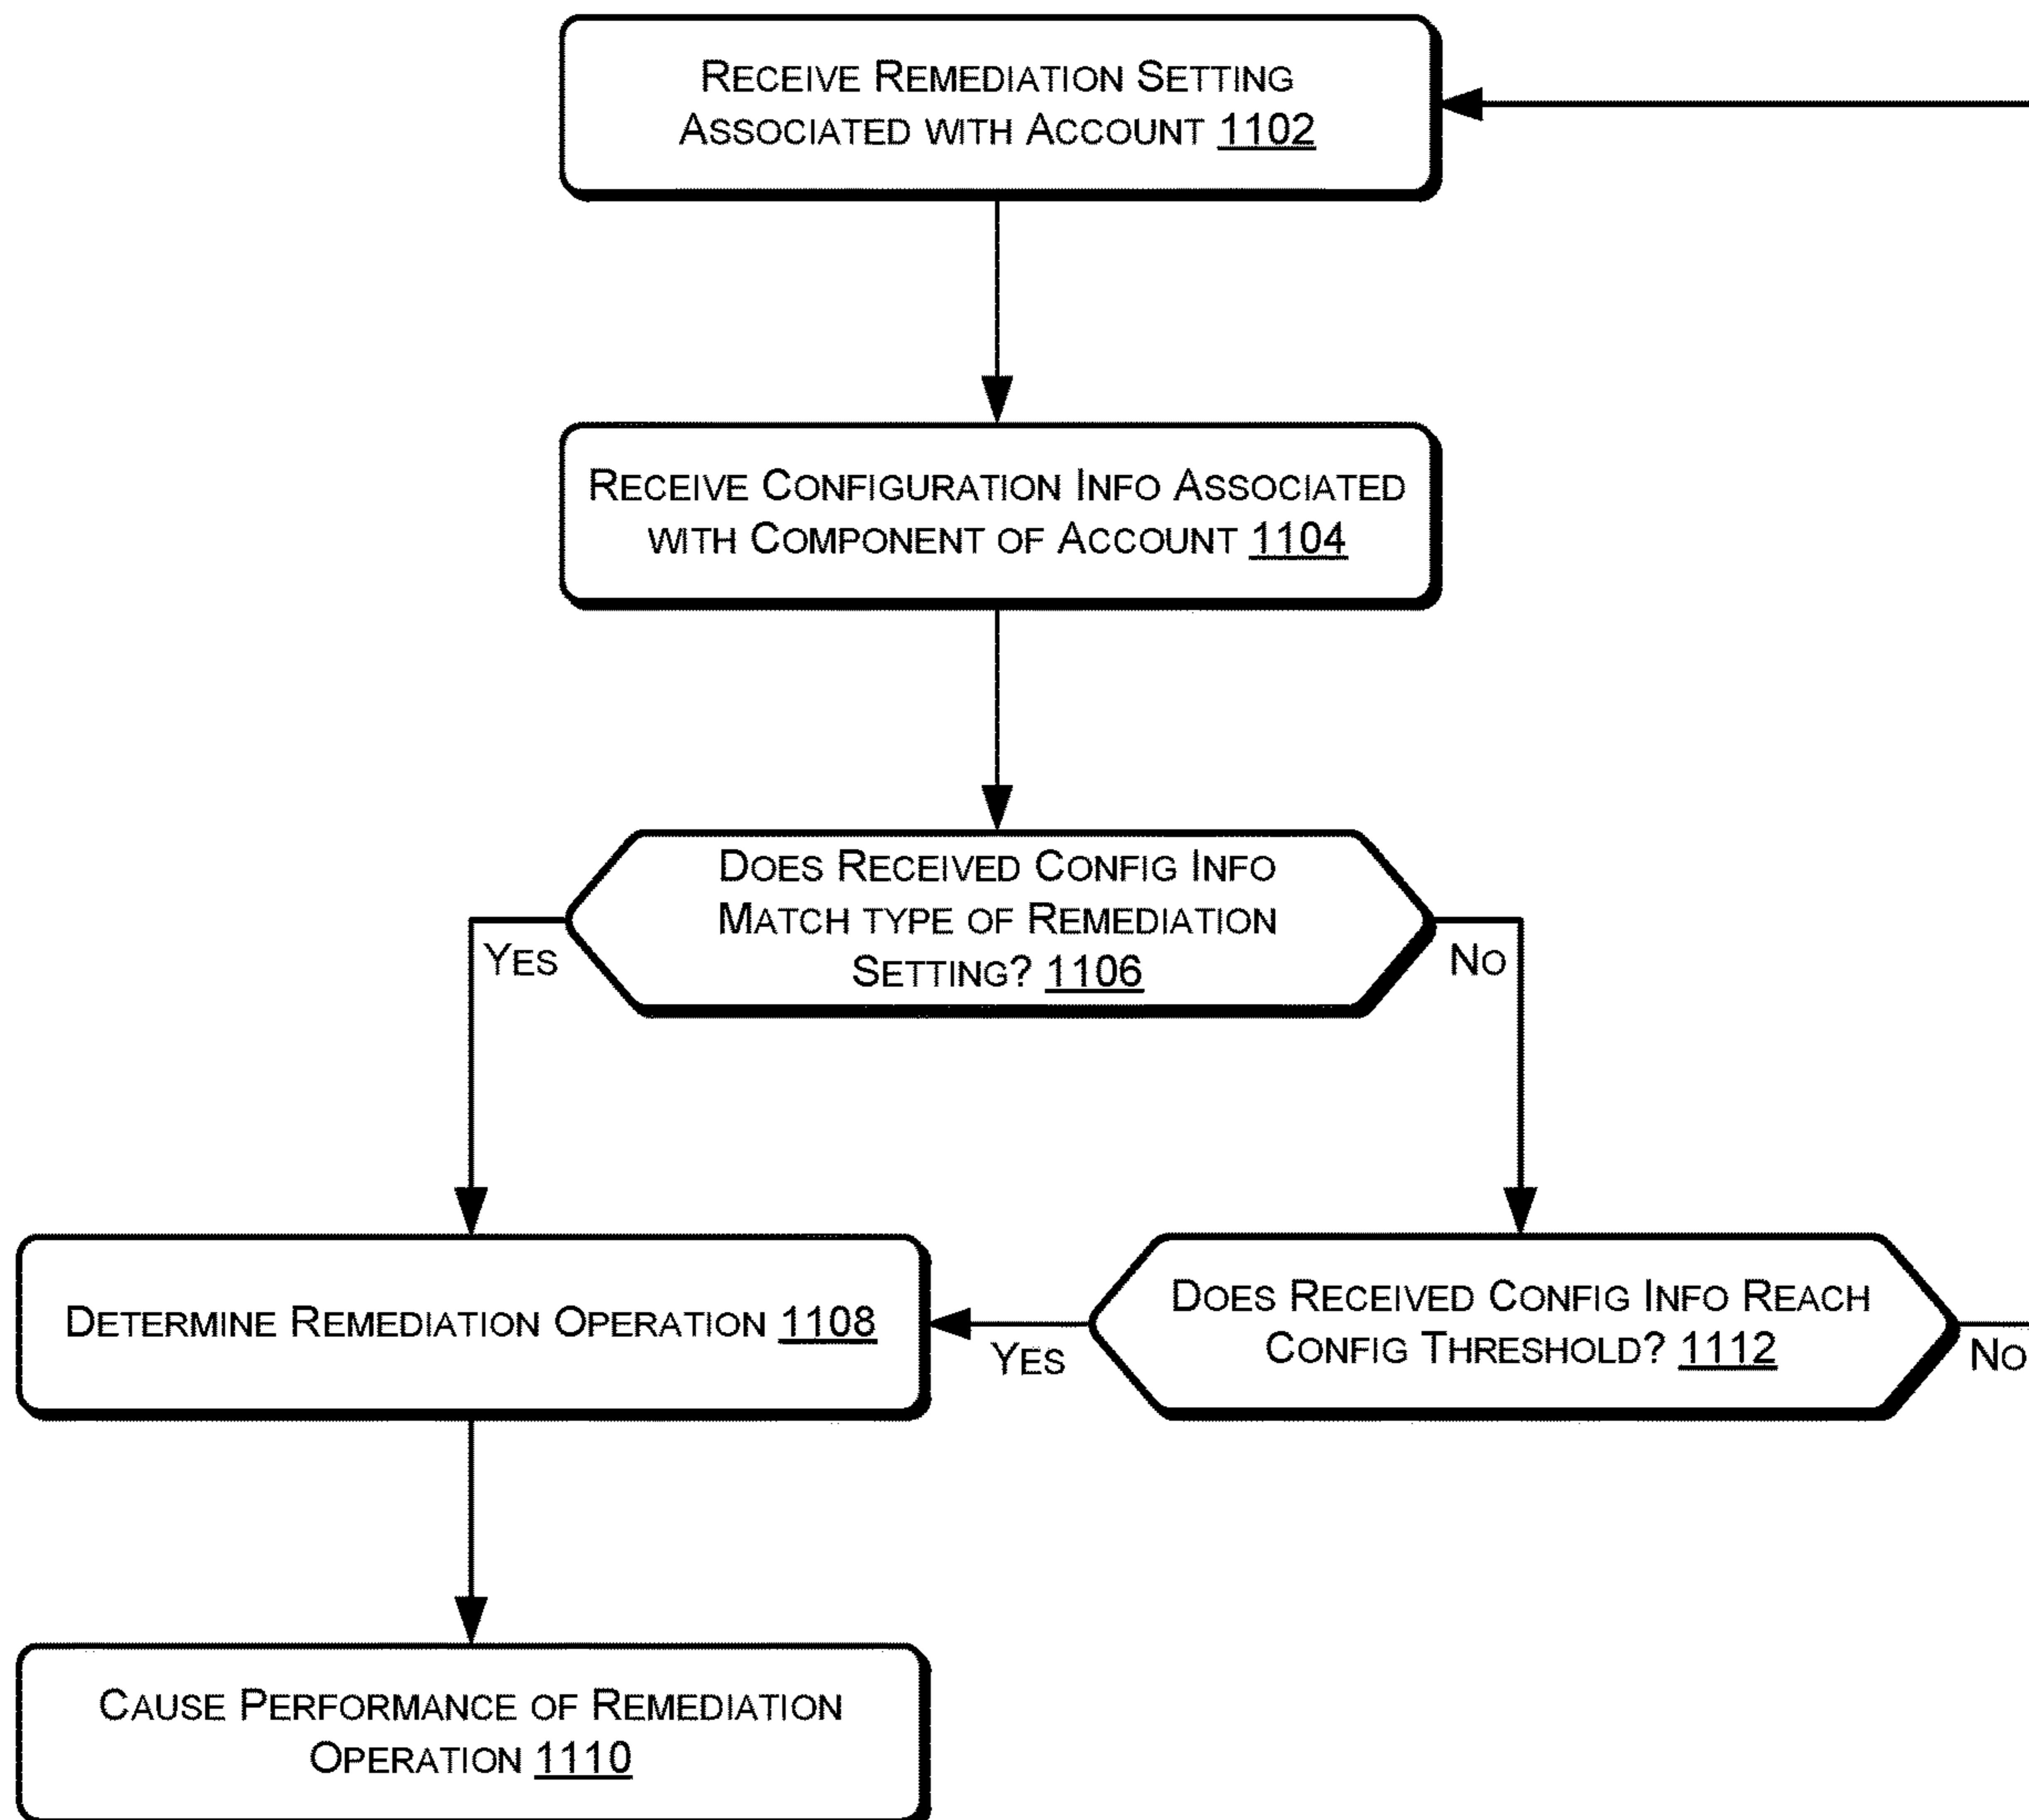 RECEIVE REMEDIATION SETTING
ASSOCIATED WITH ACCOUNT 1102
RECEIVE CONFIGURATION INFO ASSOCIATED
WITH COMPONENT OF ACCOUNT 1104
DOES RECEIVED CONFIG INFO
MATCH TYPE OF REMEDIATION
SETTING? 1106
YES
NO
DETERMINE REMEDIATION OPERATION 1108
YES
DOES RECEIVED CONFIG INFO REACH
CONFIG THRESHOLD? 1112
NO
CAUSE PERFORMANCE OF REMEDIATION
OPERATION 1110